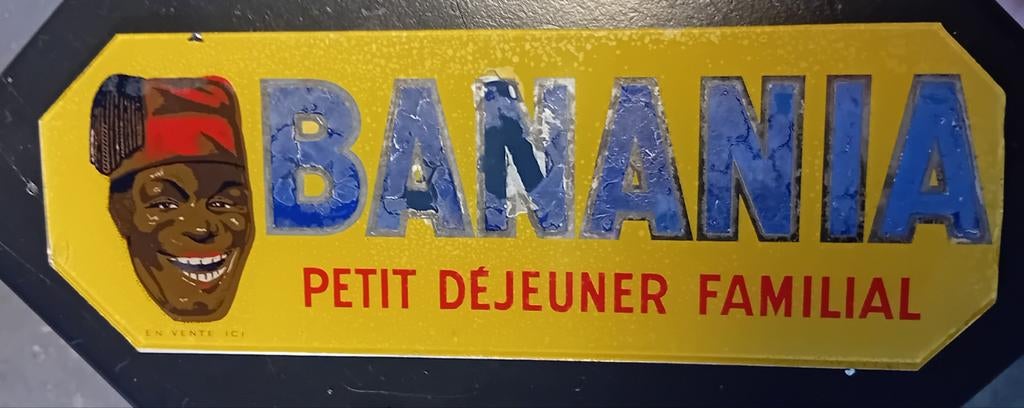 BANANIA
PETIT DÉJEUNER FAMILIAL
EN VENTE ICI